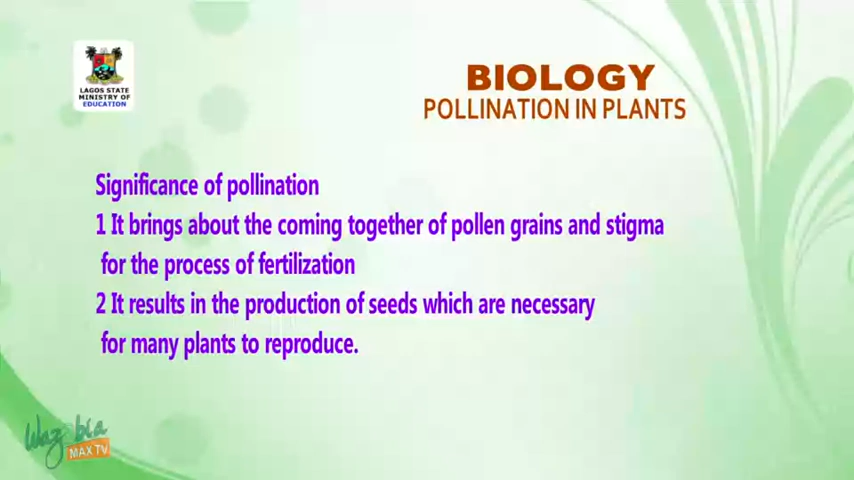 LAGOS STATE
MINISTRY OF
EDUCATION
BIOLOGY
POLLINATION IN PLANTS
Significance of pollination
1 It brings about the coming together of pollen grains and stigma
for the process of fertilization
2 It results in the production of seeds which are necessary
for many plants to reproduce.
Wazobia
MAX TV